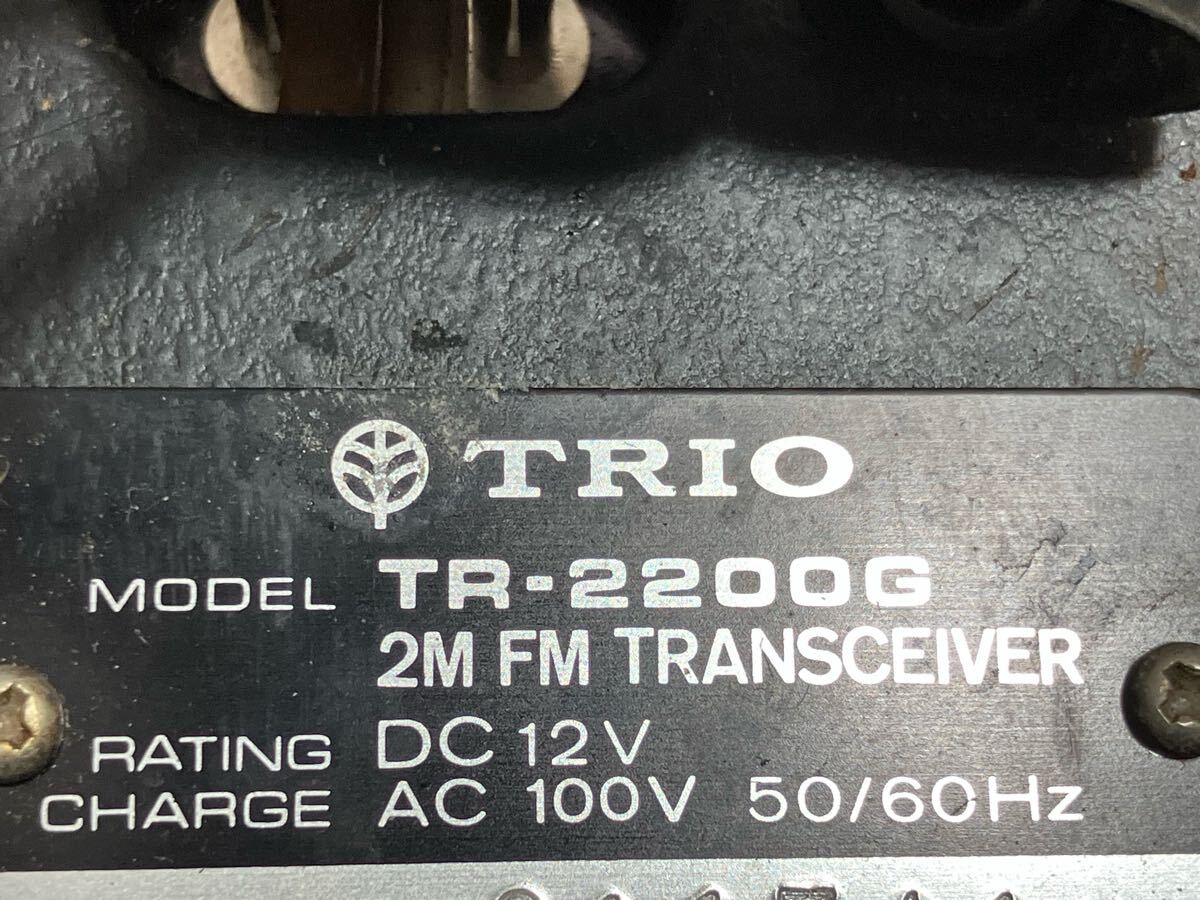 TRIO
MODEL TR-2200G
2M FM TRANSCEIVER
RATING DC 12V
CHARGE AC 100V 50/60Hz